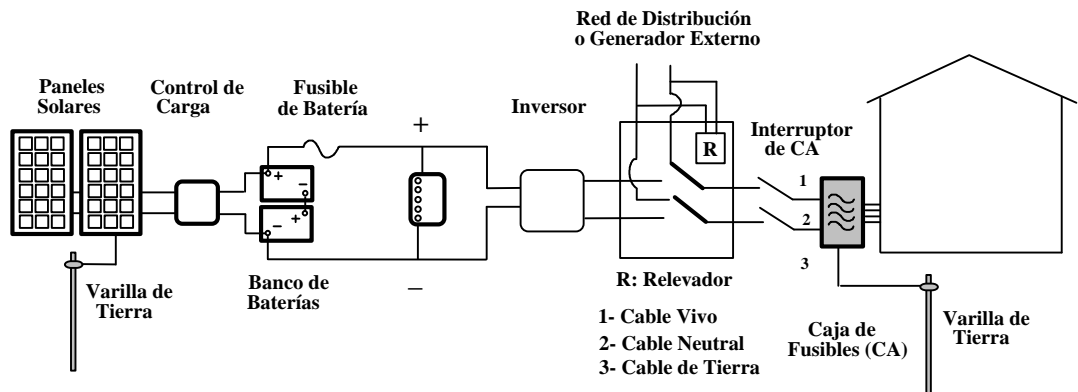 Red de Distribución
o Generador Externo
Paneles
Solares
Control de
Carga
Fusible
de Batería
Inversor
Interruptor
de CA
+
+
−
−
+
R
1
2
3
−
Varilla de
Tierra
Banco de
Baterías
R: Relevador
1- Cable Vivo
2- Cable Neutral
3- Cable de Tierra
Caja de
Fusibles (CA)
Varilla de
Tierra